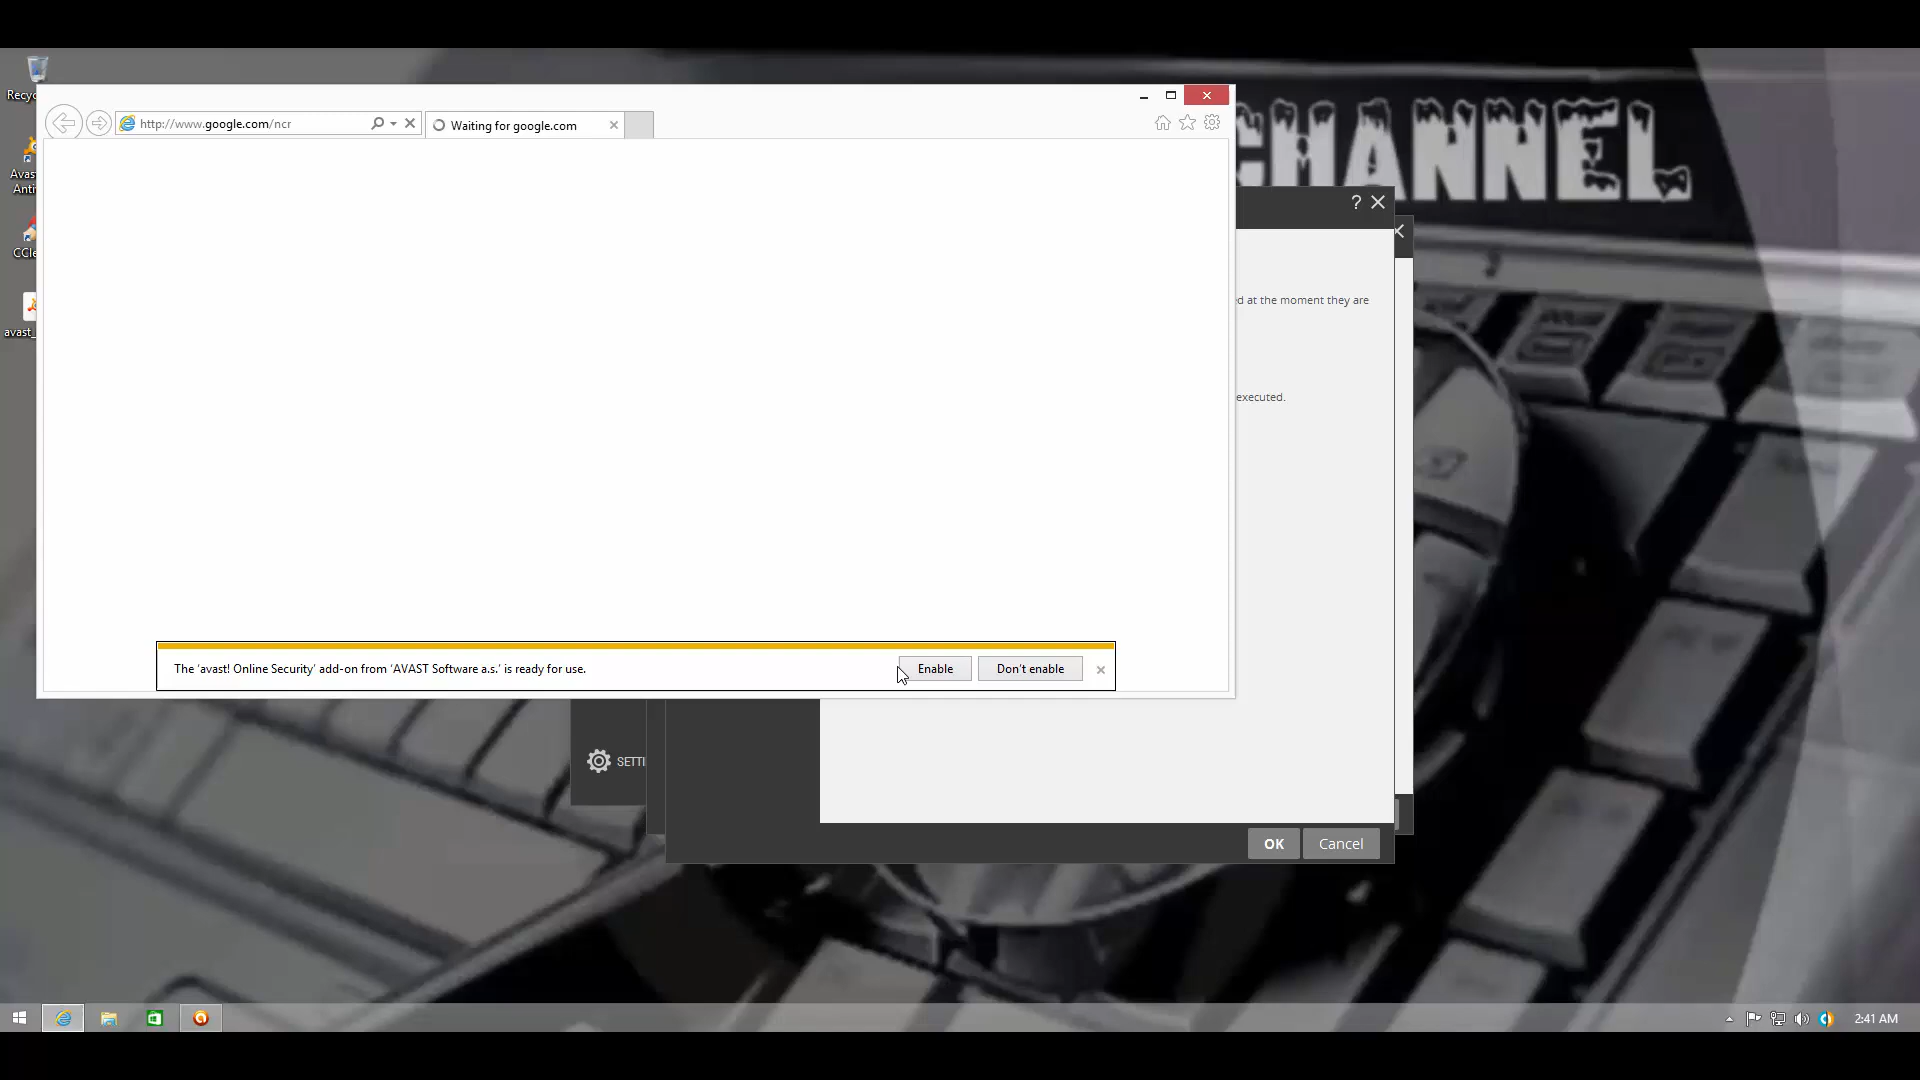 Recyc
CHANNEL
http://www.google.com/ncr
Waiting for google.com
Avas
Anti
CCle
avast_
ed at the moment they are
executed.
The 'avast! Online Security' add-on from 'AVAST Software a.s.' is ready for use.
Enable
Don't enable
SETTI
OK
Cancel
2:41 AM